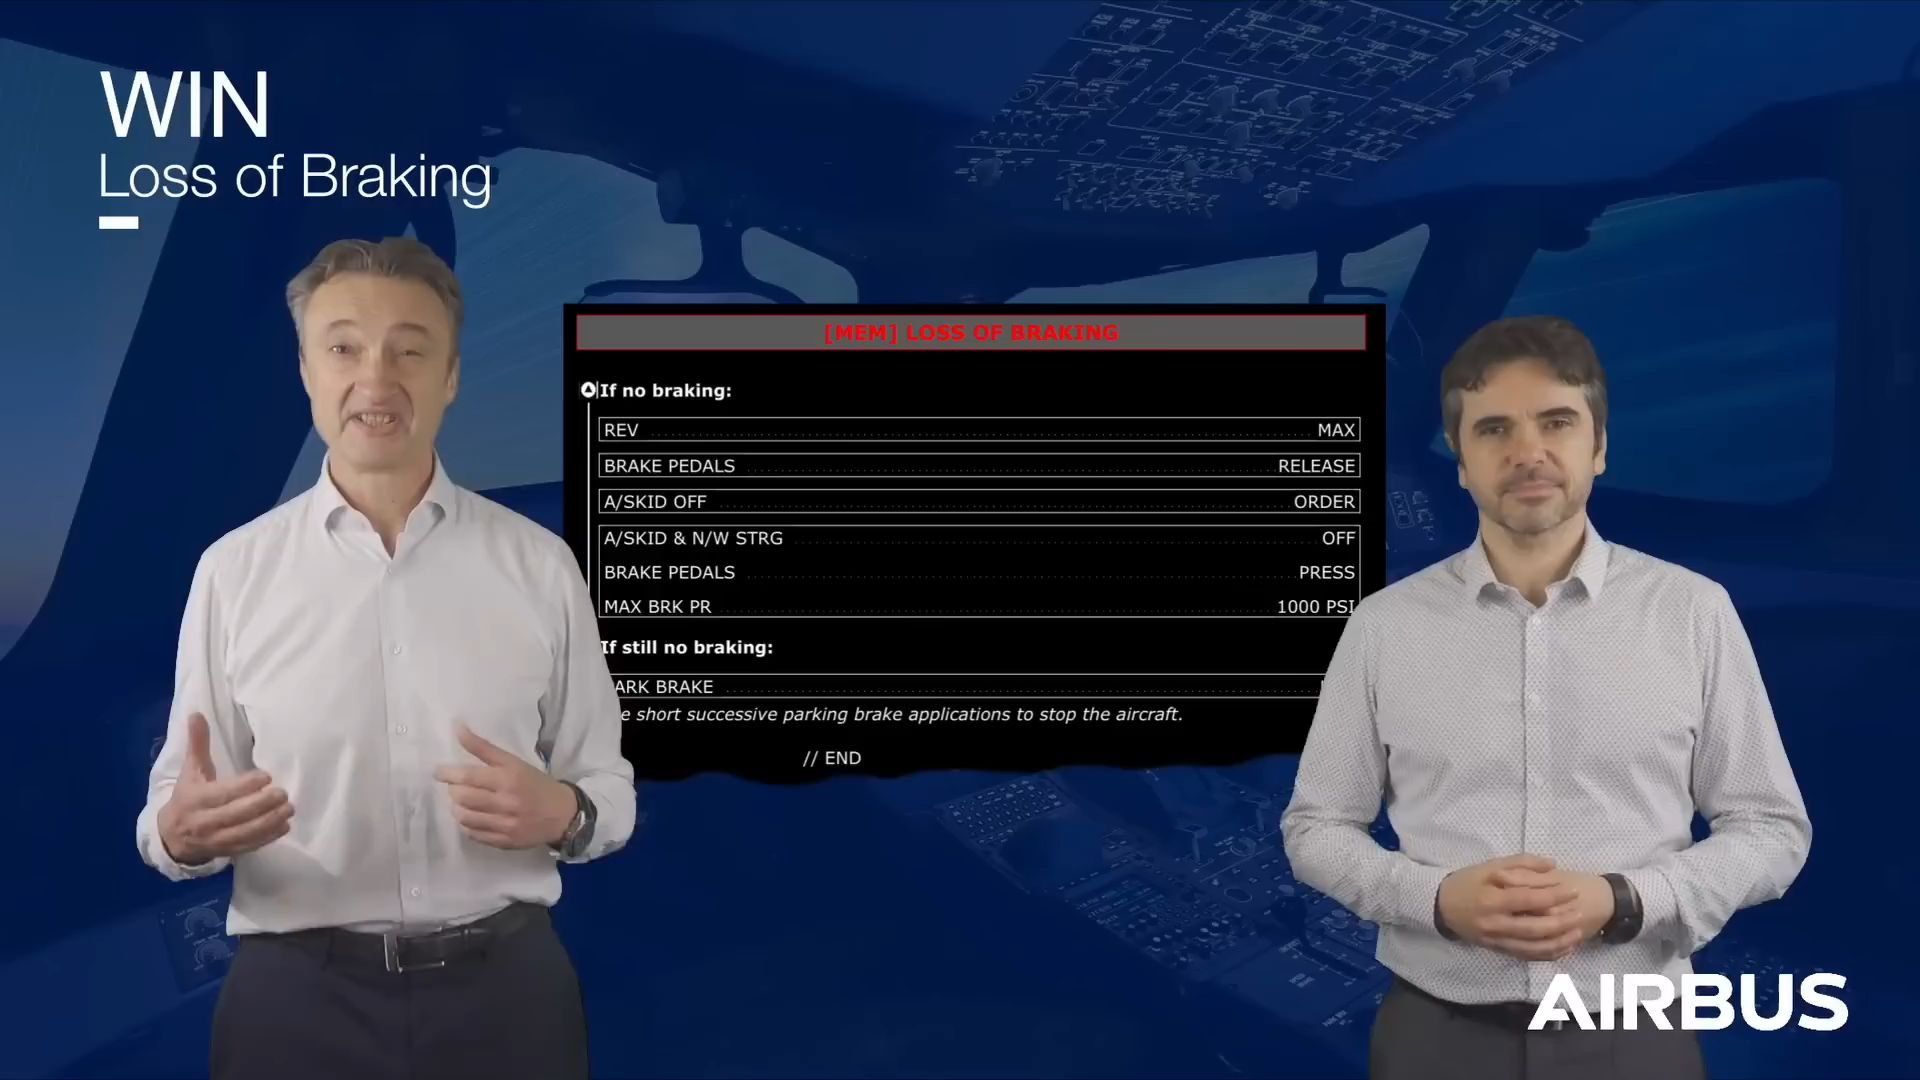 WIN
Loss of Braking
[MEM] LOSS OF BRAKING
If no braking:
REV MAX
BRAKE PEDALS RELEASE
A/SKID OFF ORDER
A/SKID & N/W STRG OFF
BRAKE PEDALS PRESS
MAX BRK PR 1000 PSI
If still no braking:
ARK BRAKE
e short successive parking brake applications to stop the aircraft.
// END
AIRBUS